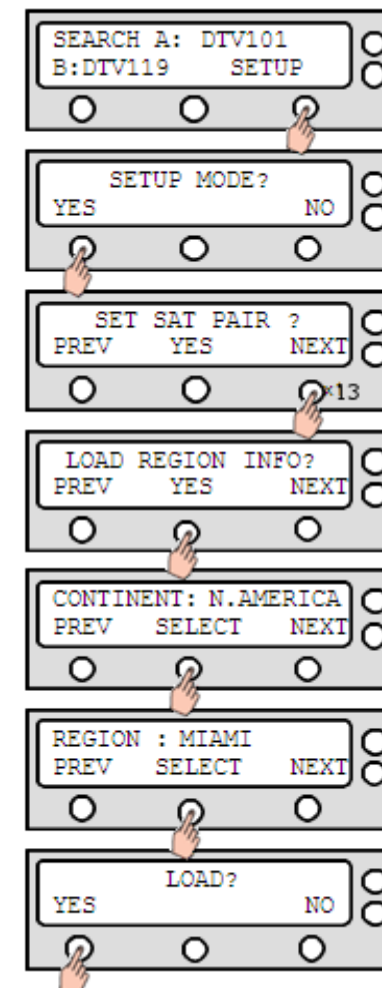 SEARCH A: DTV101
B:DTV119 SETUP
SETUP MODE?
YES NO
SET SAT PAIR ?
PREV YES NEXT
×13
LOAD REGION INFO?
PREV YES NEXT
CONTINENT: N.AMERICA
PREV SELECT NEXT
REGION : MIAMI
PREV SELECT NEXT
LOAD?
YES NO